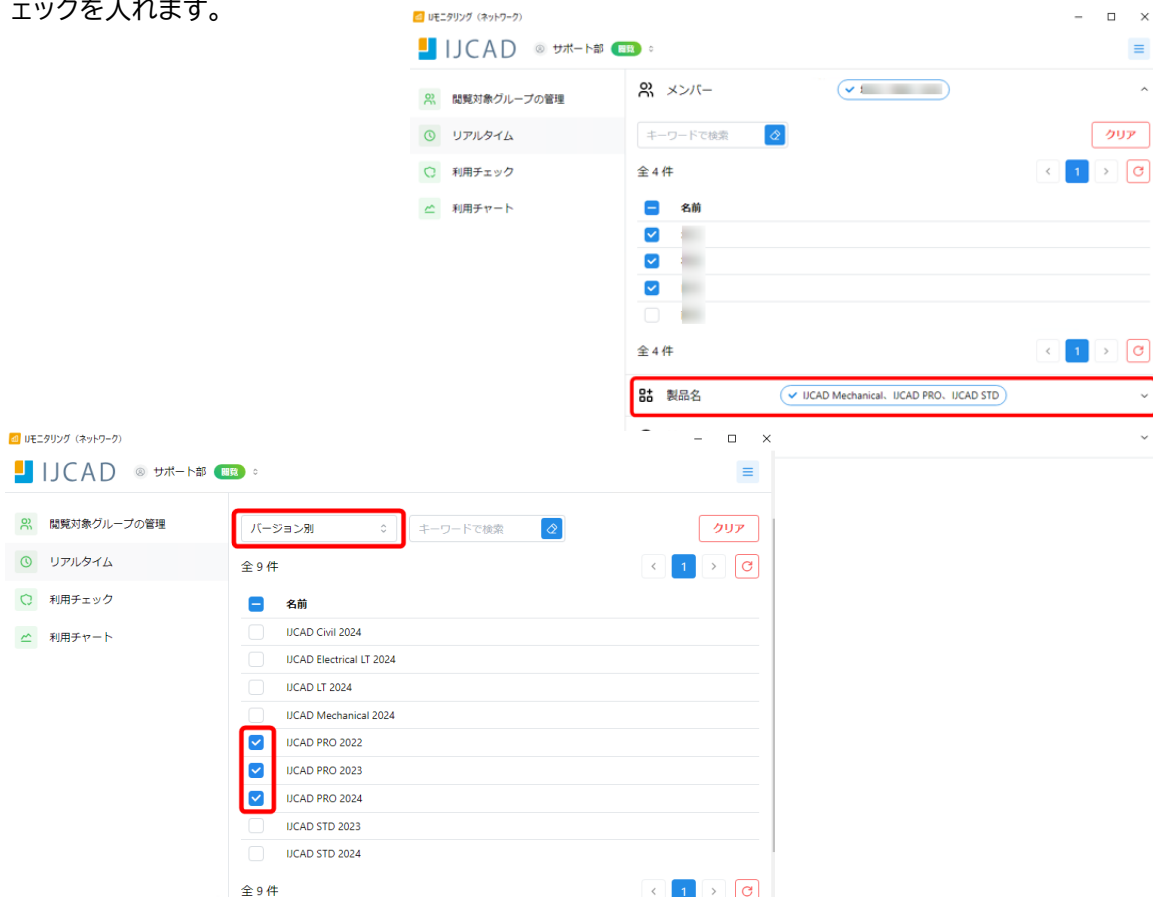 ェックを入れます。
IJモニタリング（ネットワーク）
IJCAD サポート部 閲覧
閲覧対象グループの管理
リアルタイム
利用チェック
利用チャート
メンバー
キーワードで検索 クリア
全 4 件 1
名前
全 4 件 1
製品名 IJCAD Mechanical、IJCAD PRO、IJCAD STD
IJモニタリング（ネットワーク）
IJCAD サポート部 閲覧
閲覧対象グループの管理
リアルタイム
利用チェック
利用チャート
バージョン別 キーワードで検索 クリア
全 9 件 1
名前
IJCAD Civil 2024
IJCAD Electrical LT 2024
IJCAD LT 2024
IJCAD Mechanical 2024
IJCAD PRO 2022
IJCAD PRO 2023
IJCAD PRO 2024
IJCAD STD 2023
IJCAD STD 2024
全 9 件 1